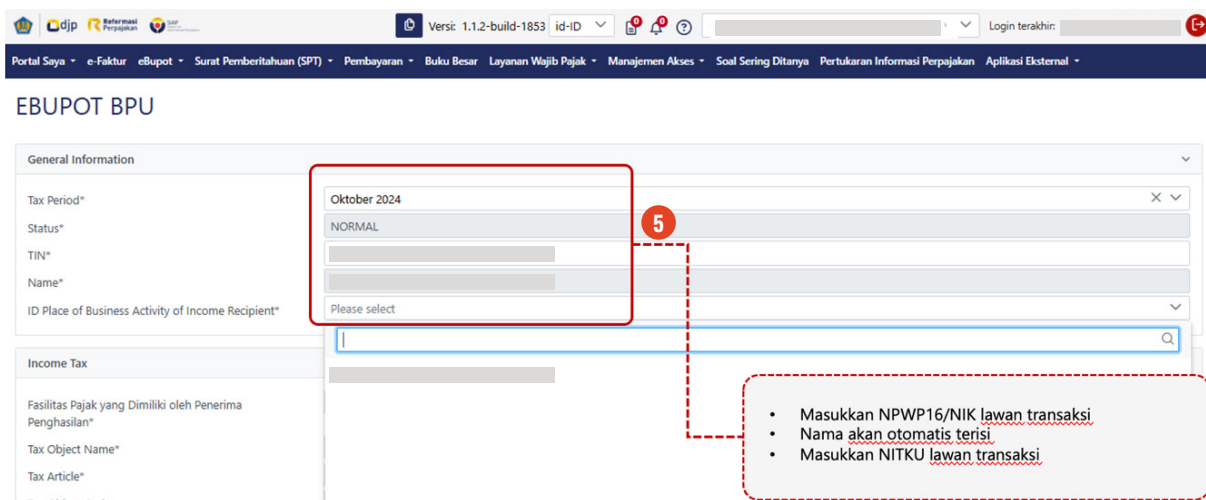 djp Reformasi Perpajakan SIAP Versi: 1.1.2-build-1853 id-ID 0 0 Login terakhir:
Portal Saya e-Faktur eBupot Surat Pemberitahuan (SPT) Pembayaran Buku Besar Layanan Wajib Pajak Manajemen Akses Soal Sering Ditanya Pertukaran Informasi Perpajakan Aplikasi Eksternal
EBUPOT BPU
General Information
Tax Period* Oktober 2024
Status* NORMAL
5
TIN*
Name*
ID Place of Business Activity of Income Recipient* Please select
Income Tax
Fasilitas Pajak yang Dimiliki oleh Penerima
Penghasilan*
Tax Object Name*
Tax Article*
• Masukkan NPWP16/NIK lawan transaksi
• Nama akan otomatis terisi
• Masukkan NITKU lawan transaksi